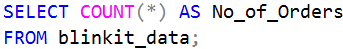 SELECT COUNT(*) AS No_of_Orders
FROM blinkit_data;